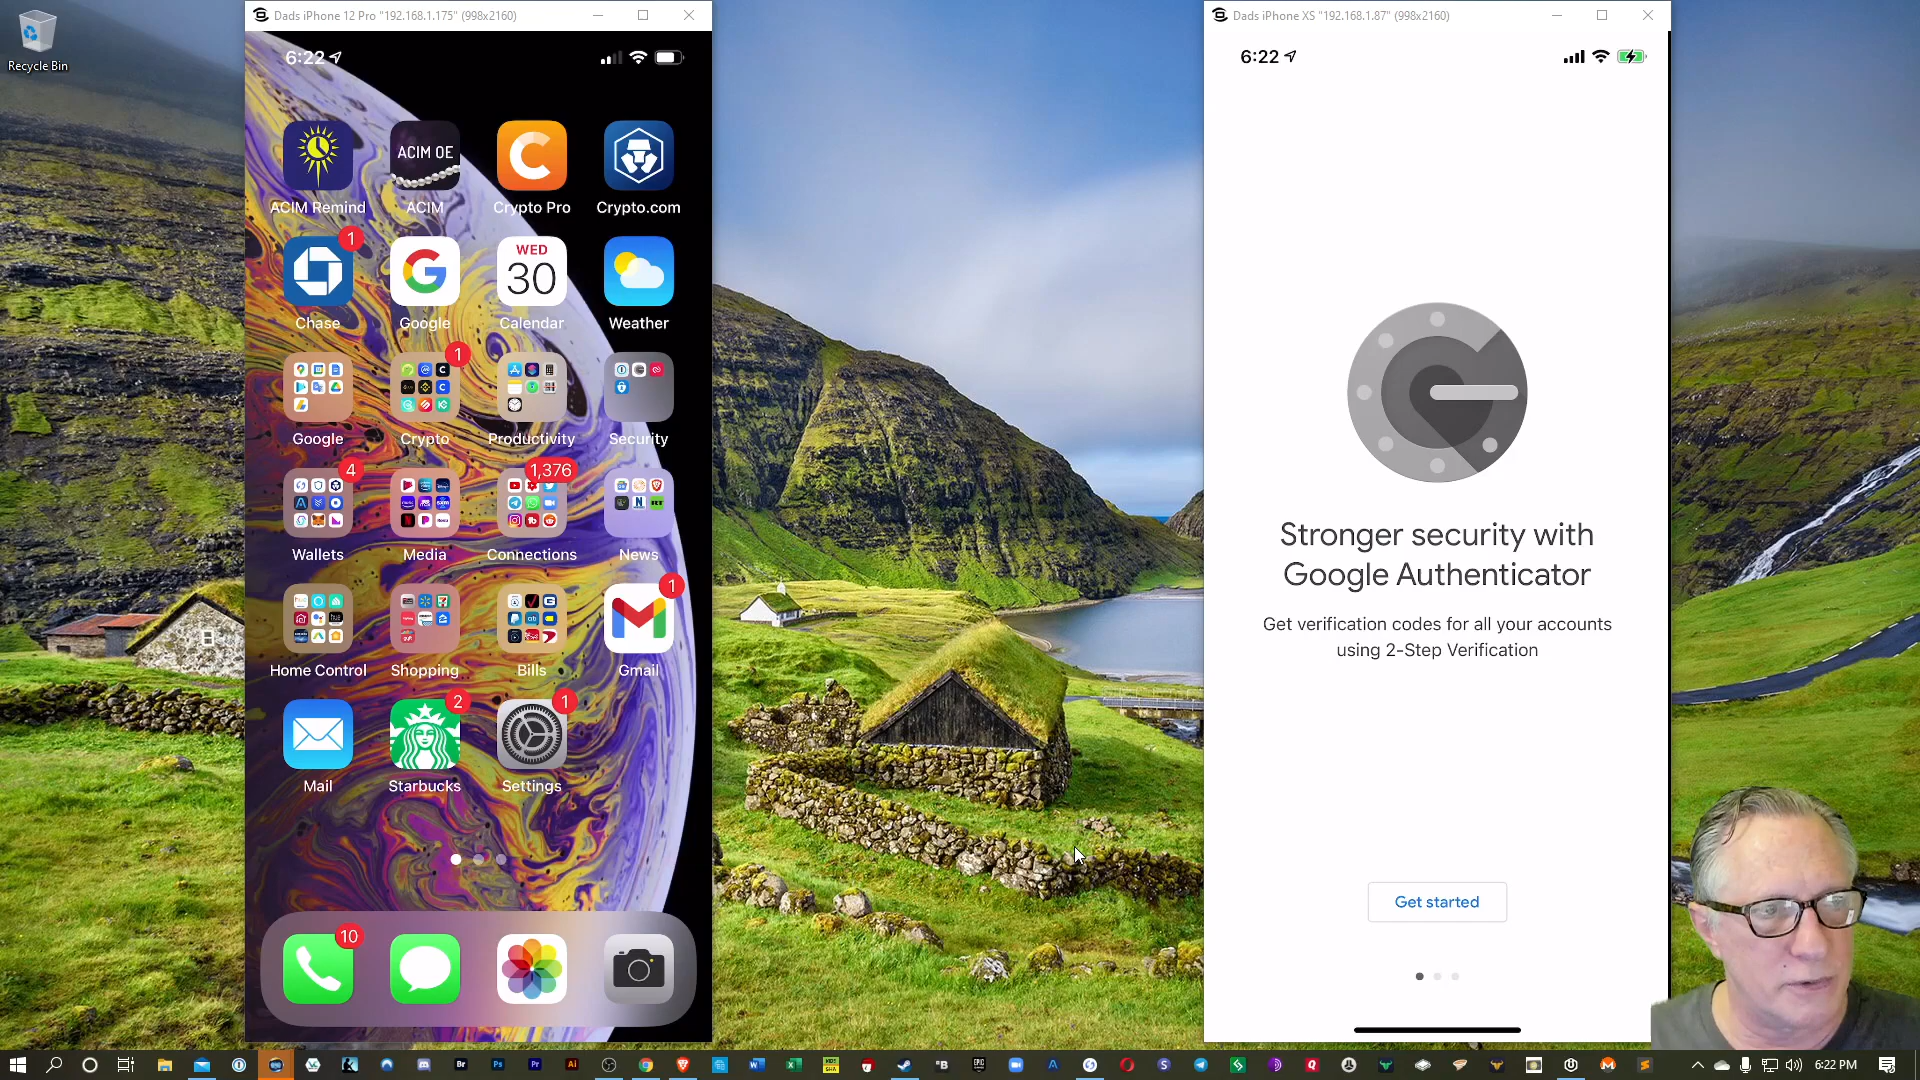 Recycle Bin
Dads iPhone 12 Pro "192.168.1.175" (998x2160)
6:22
ACIM OE
ACIM Remind
ACIM
Crypto Pro
Crypto.com
1
WED
30
Chase
Google
Calendar
Weather
1
Google
Crypto
Productivity
Security
4
1,376
Wallets
Media
Connections
News
1
Home Control
Shopping
Bills
Gmail
2
1
Mail
Starbucks
Settings
10
Dads iPhone XS "192.168.1.87" (998x2160)
6:22
Stronger security with
Google Authenticator
Get verification codes for all your accounts
using 2-Step Verification
Get started
6:22 PM